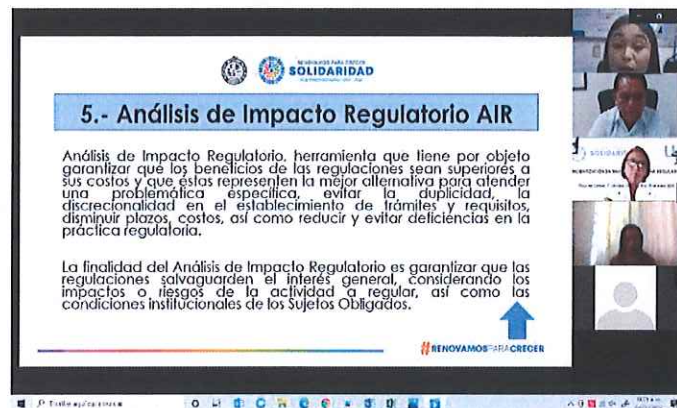 RENOVAMOS PARA CRECER
SOLIDARIDAD
5.- Análisis de Impacto Regulatorio AIR
Análisis de Impacto Regulatorio, herramienta que tiene por objeto
garantizar que los beneficios de las regulaciones sean superiores a
sus costos y que éstas representen la mejor alternativa para atender
una problemática específica, evitar la duplicidad, la
discrecionalidad en el establecimiento de trámites y requisitos,
disminuir plazos, costos, así como reducir y evitar deficiencias en la
práctica regulatoria.
La finalidad del Análisis de Impacto Regulatorio es garantizar que las
regulaciones salvaguarden el interés general, considerando los
impactos o riesgos de la actividad a regular, así como las
condiciones institucionales de los Sujetos Obligados.
#RENOVAMOSPARACRECER
SOLIDARIDAD